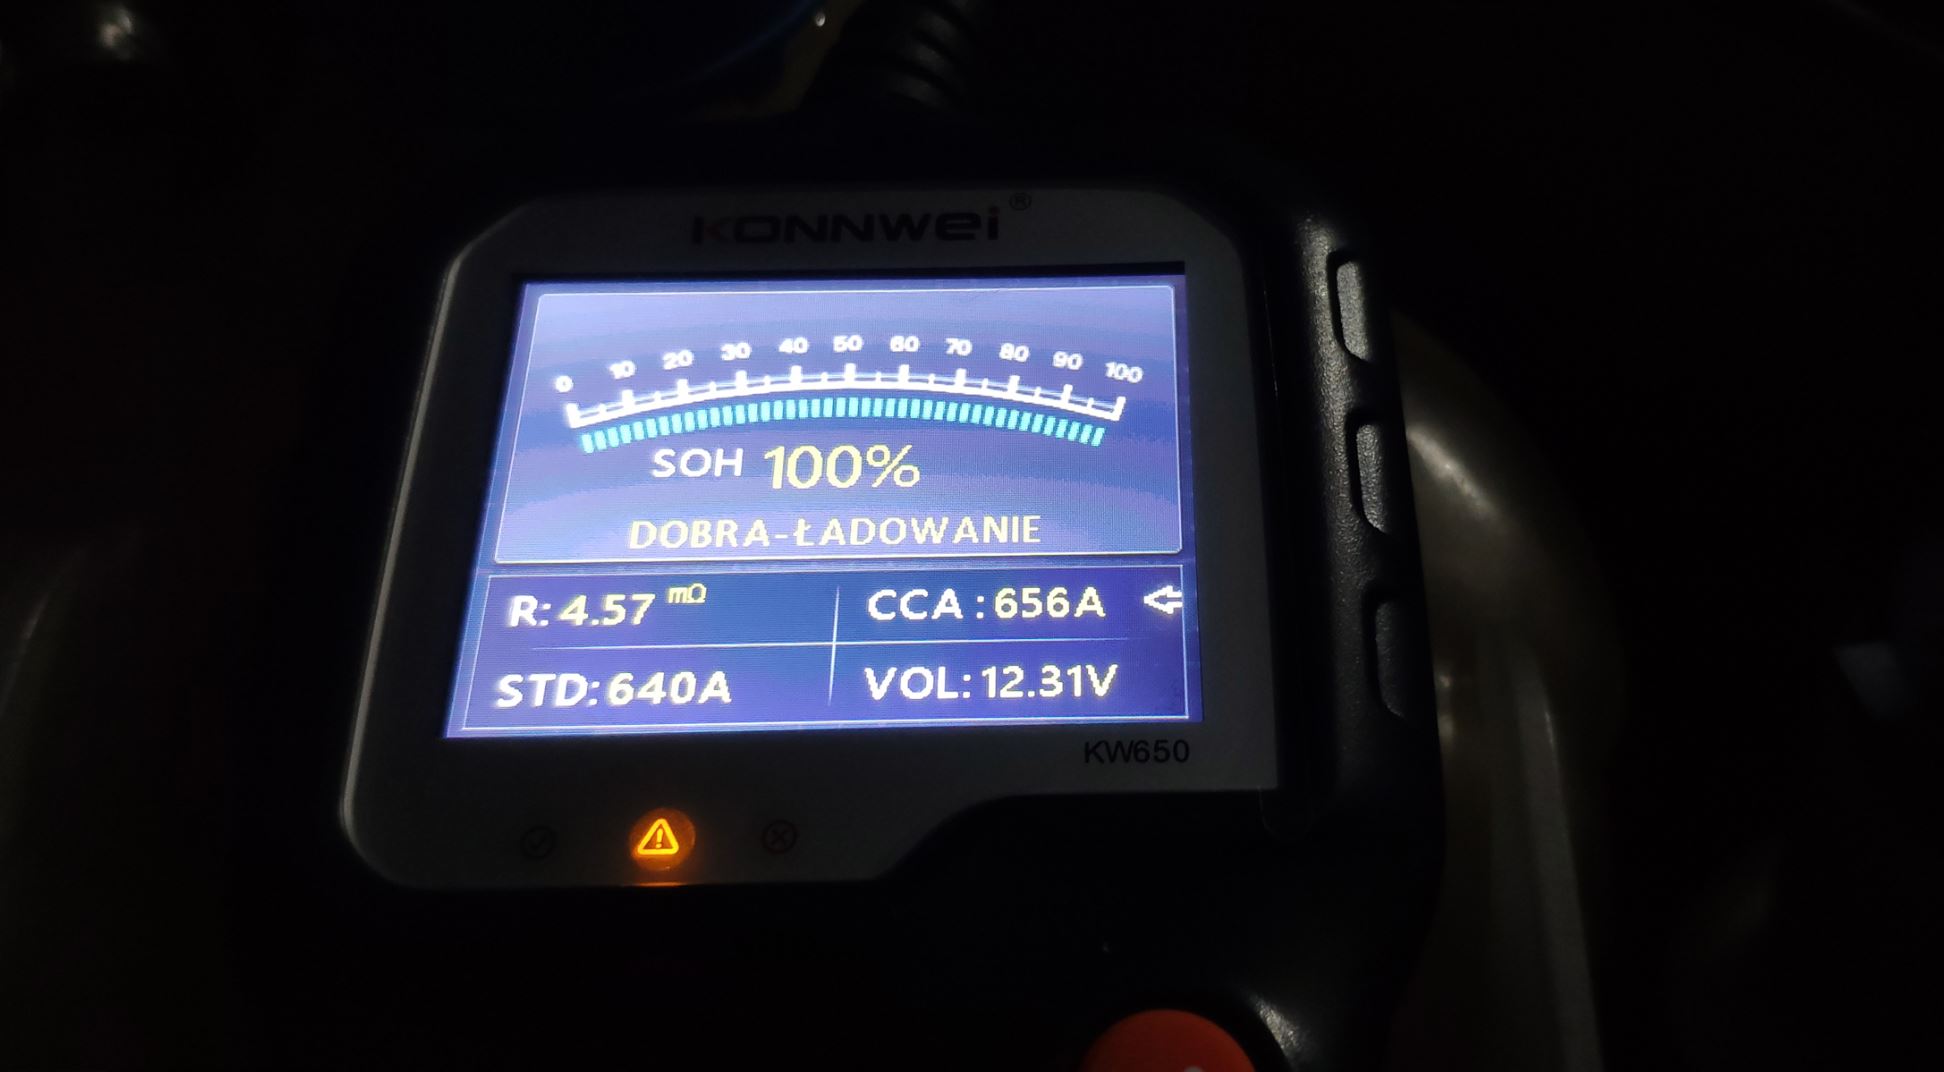 KONNWEI®
0 10 20 30 40 50 60 70 80 90 100
SOH 100%
DOBRA-ŁADOWANIE
R: 4.57 mΩ
CCA : 656A
STD: 640A
VOL: 12.31V
KW650